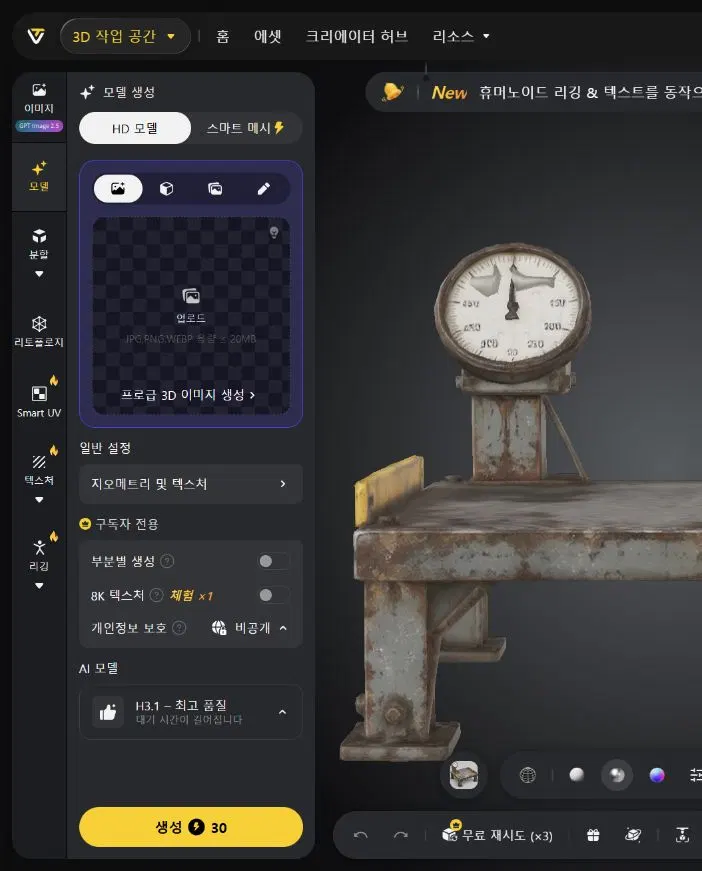 3D 작업 공간
홈
에셋
크리에이터 허브
리소스
이미지
GPT Image 2.5
모델
분할
리토폴로지
Smart UV
텍스처
리깅
모델 생성
HD 모델
스마트 메시
업로드
JPG,PNG,WEBP 용량 ≤ 20MB
프로급 3D 이미지 생성
일반 설정
지오메트리 및 텍스처
구독자 전용
부분별 생성
8K 텍스처 체험 ×1
개인정보 보호 비공개
AI 모델
H3.1 – 최고 품질
대기 시간이 길어집니다
생성 30
New 휴머노이드 리깅 & 텍스트를 동작으
무료 재시도 (×3)